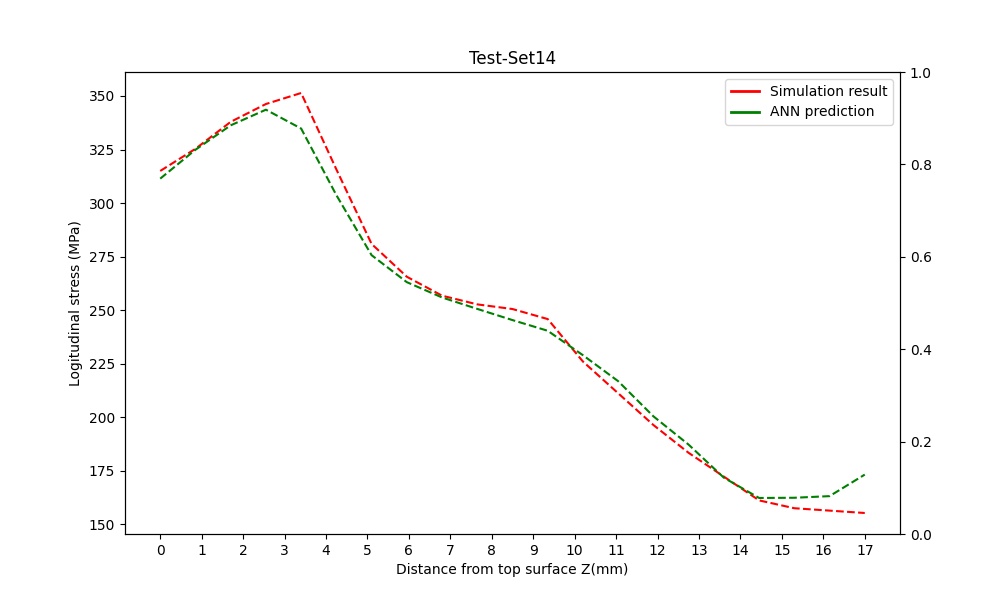 Test-Set14
Simulation result
ANN prediction
Logitudinal stress (MPa)
350
325
300
275
250
225
200
175
150
1.0
0.8
0.6
0.4
0.2
0.0
0 1 2 3 4 5 6 7 8 9 10 11 12 13 14 15 16 17
Distance from top surface Z(mm)